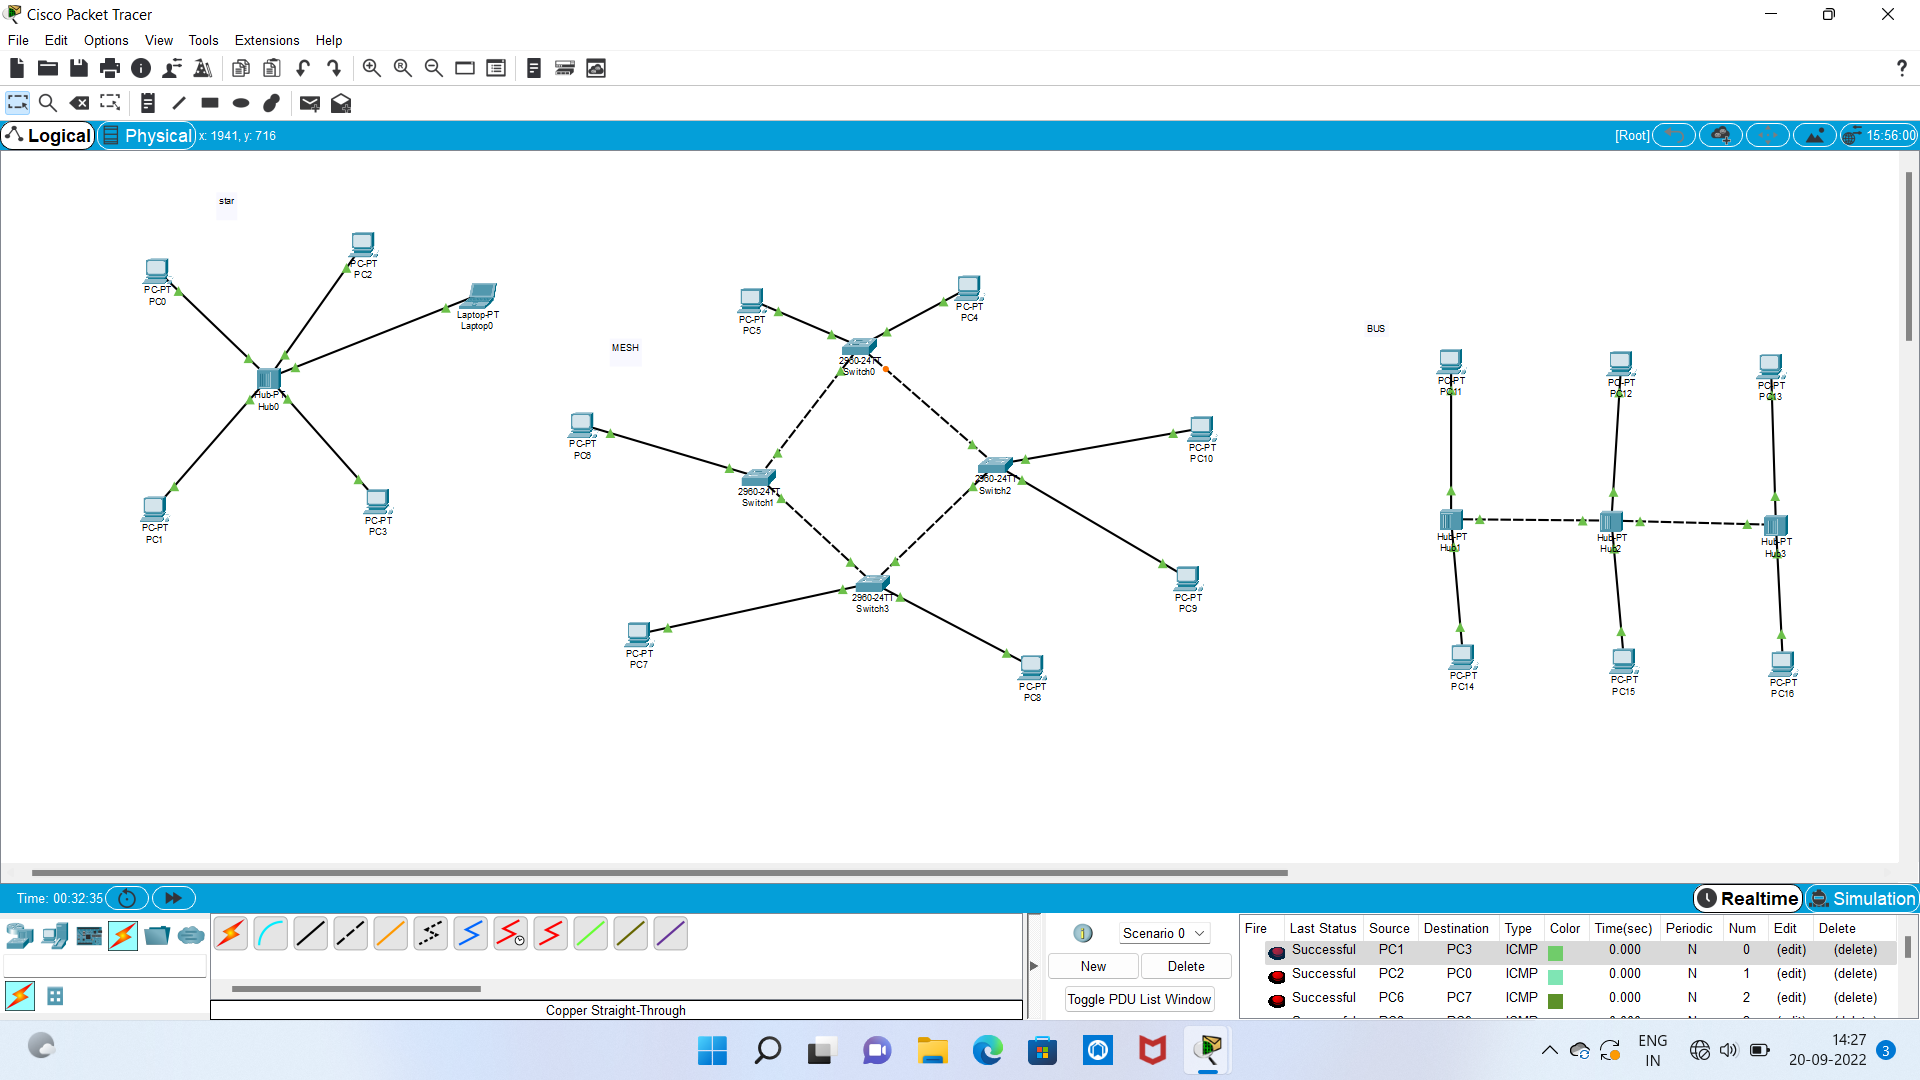 Cisco Packet Tracer
File Edit Options View Tools Extensions Help
Logical Physical x: 1941, y: 716 [Root] 15:56:00
star
PC-PT
PC0
PC-PT
PC2
Laptop-PT
Laptop0
Hub-PT
Hub0
PC-PT
PC1
PC-PT
PC3
MESH
PC-PT
PC5
PC-PT
PC4
2960-24TT
Switch0
PC-PT
PC6
2960-24TT
Switch1
2960-24TT
Switch2
PC-PT
PC10
2960-24TT
Switch3
PC-PT
PC9
PC-PT
PC7
PC-PT
PC8
BUS
PC-PT
PC11
PC-PT
PC12
PC-PT
PC13
Hub-PT
Hub1
Hub-PT
Hub2
Hub-PT
Hub3
PC-PT
PC14
PC-PT
PC15
PC-PT
PC16
Time: 00:32:35 Realtime Simulation
Scenario 0
New Delete
Toggle PDU List Window
Copper Straight-Through
Fire Last Status Source Destination Type Color Time(sec) Periodic Num Edit Delete
Successful PC1 PC3 ICMP 0.000 N 0 (edit) (delete)
Successful PC2 PC0 ICMP 0.000 N 1 (edit) (delete)
Successful PC6 PC7 ICMP 0.000 N 2 (edit) (delete)
ENG
IN
14:27
20-09-2022
3